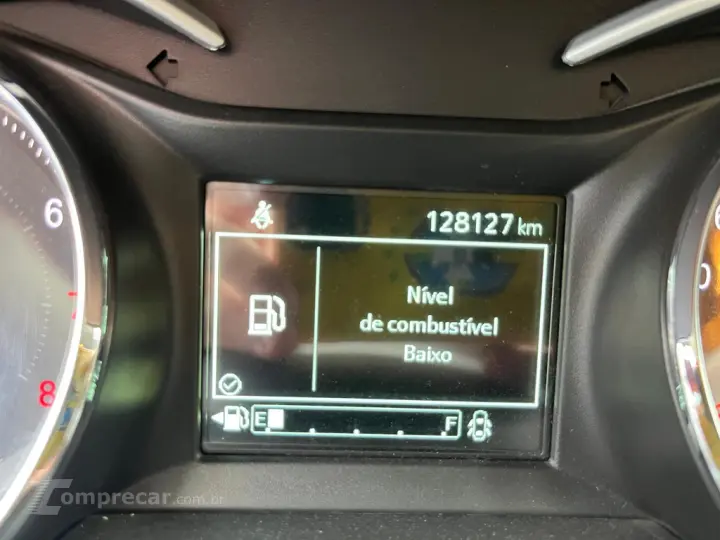 128127 km
6
Nível
de combustível
Baixo
8
E F
Comprecar.com.br